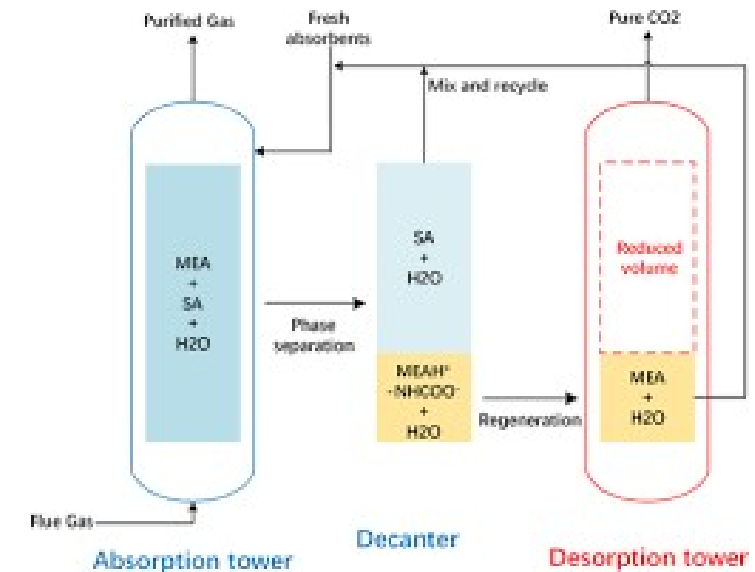 Purified Gas
Fresh
absorbents
Pure CO2
Mix and recycle
MEA
+
SA
+
H2O
Phase
separation
SA
+
H2O
MEAH⁺
-NHCOO⁻
+
H2O
Regeneration
Reduced
volume
MEA
+
H2O
Flue Gas
Absorption tower
Decanter
Desorption tower